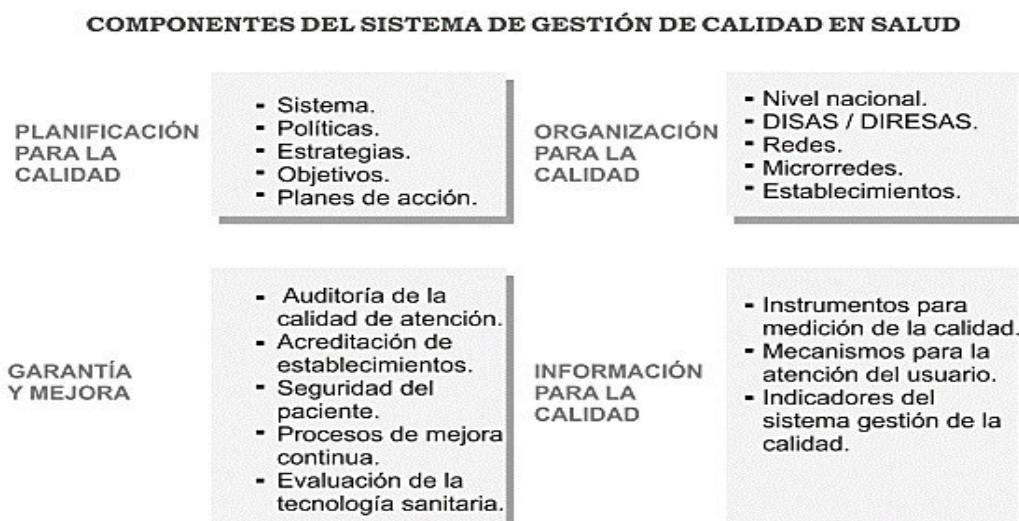 COMPONENTES DEL SISTEMA DE GESTIÓN DE CALIDAD EN SALUD
PLANIFICACIÓN
PARA LA
CALIDAD
- Sistema.
- Políticas.
- Estrategias.
- Objetivos.
- Planes de acción.
ORGANIZACIÓN
PARA LA
CALIDAD
- Nivel nacional.
- DISAS / DIRESAS.
- Redes.
- Microrredes.
- Establecimientos.
GARANTÍA
Y MEJORA
- Auditoría de la
calidad de atención.
- Acreditación de
establecimientos.
- Seguridad del
paciente.
- Procesos de mejora
continua.
- Evaluación de la
tecnología sanitaria.
INFORMACIÓN
PARA LA
CALIDAD
- Instrumentos para
medición de la calidad.
- Mecanismos para la
atención del usuario.
- Indicadores del
sistema gestión de la
calidad.